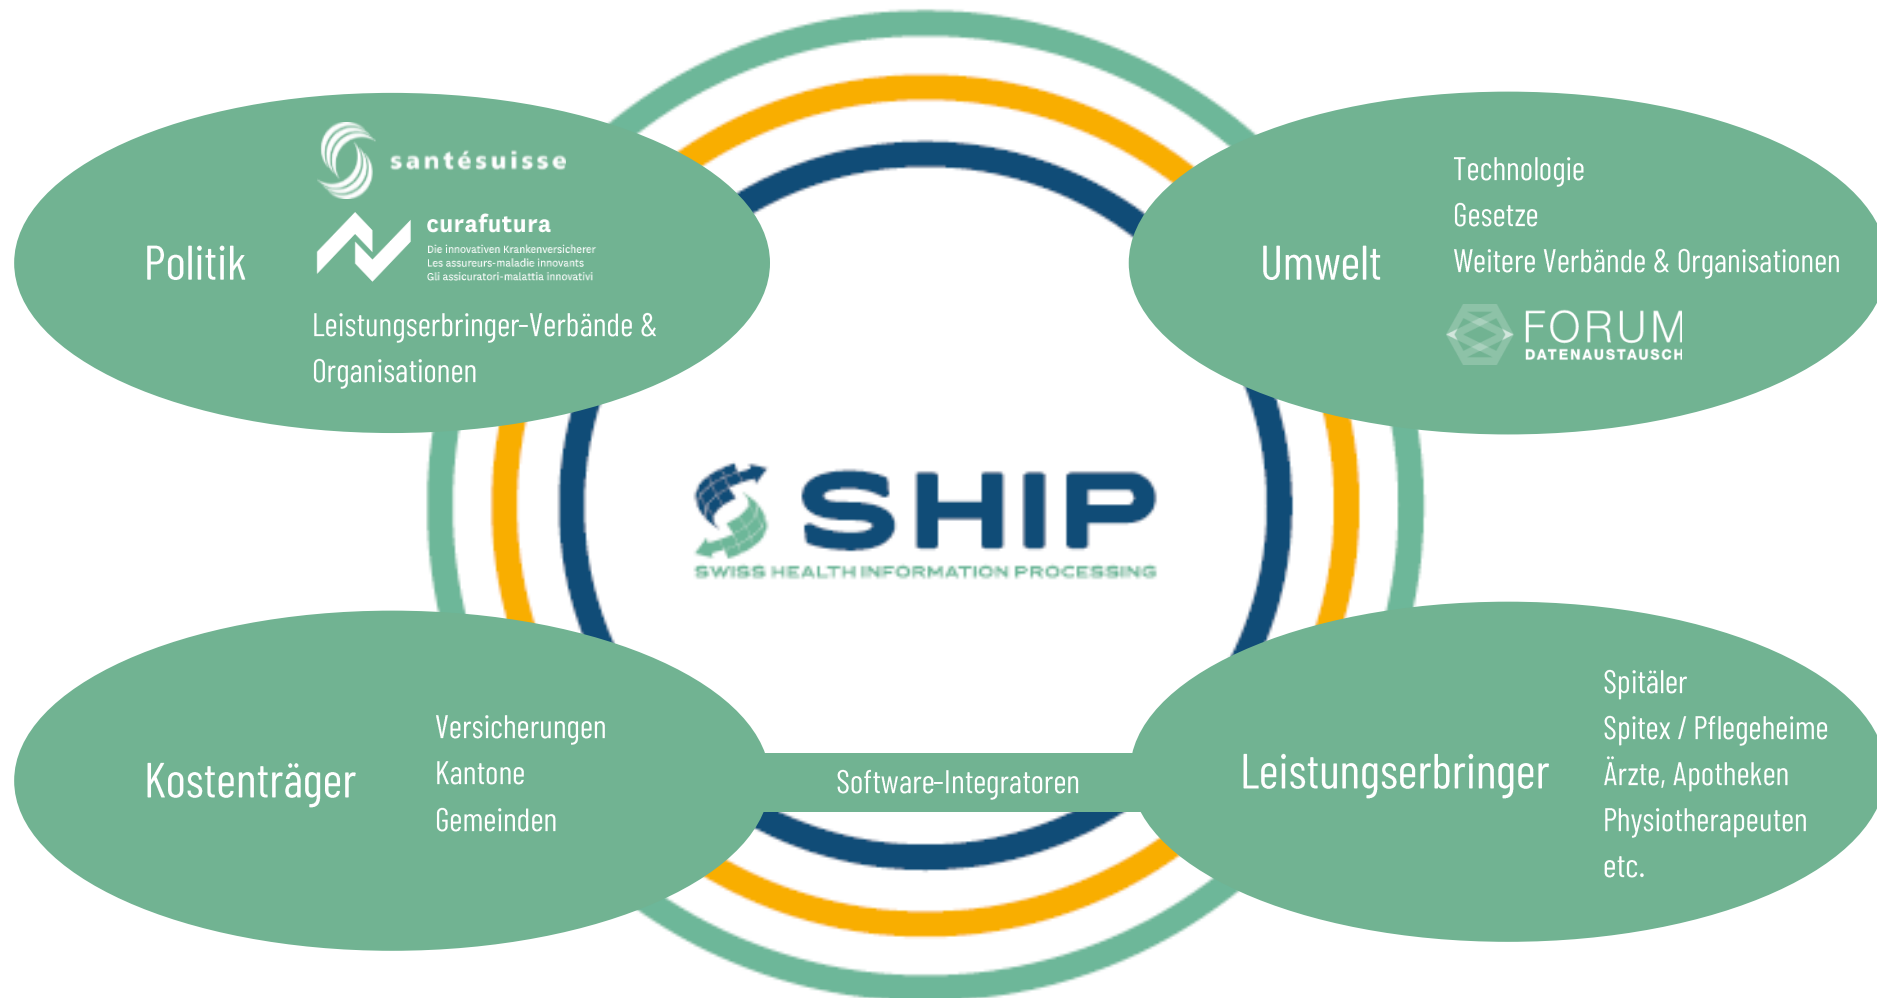 Politik
santésuisse
curafutura
Die innovativen Krankenversicherer
Les assureurs-maladie innovants
Gli assicuratori-malattia innovativi
Leistungserbringer-Verbände &
Organisationen
Umwelt
Technologie
Gesetze
Weitere Verbände & Organisationen
FORUM
DATENAUSTAUSCH
SHIP
SWISS HEALTH INFORMATION PROCESSING
Kostenträger
Versicherungen
Kantone
Gemeinden
Software-Integratoren
Leistungserbringer
Spitäler
Spitex / Pflegeheime
Ärzte, Apotheken
Physiotherapeuten
etc.